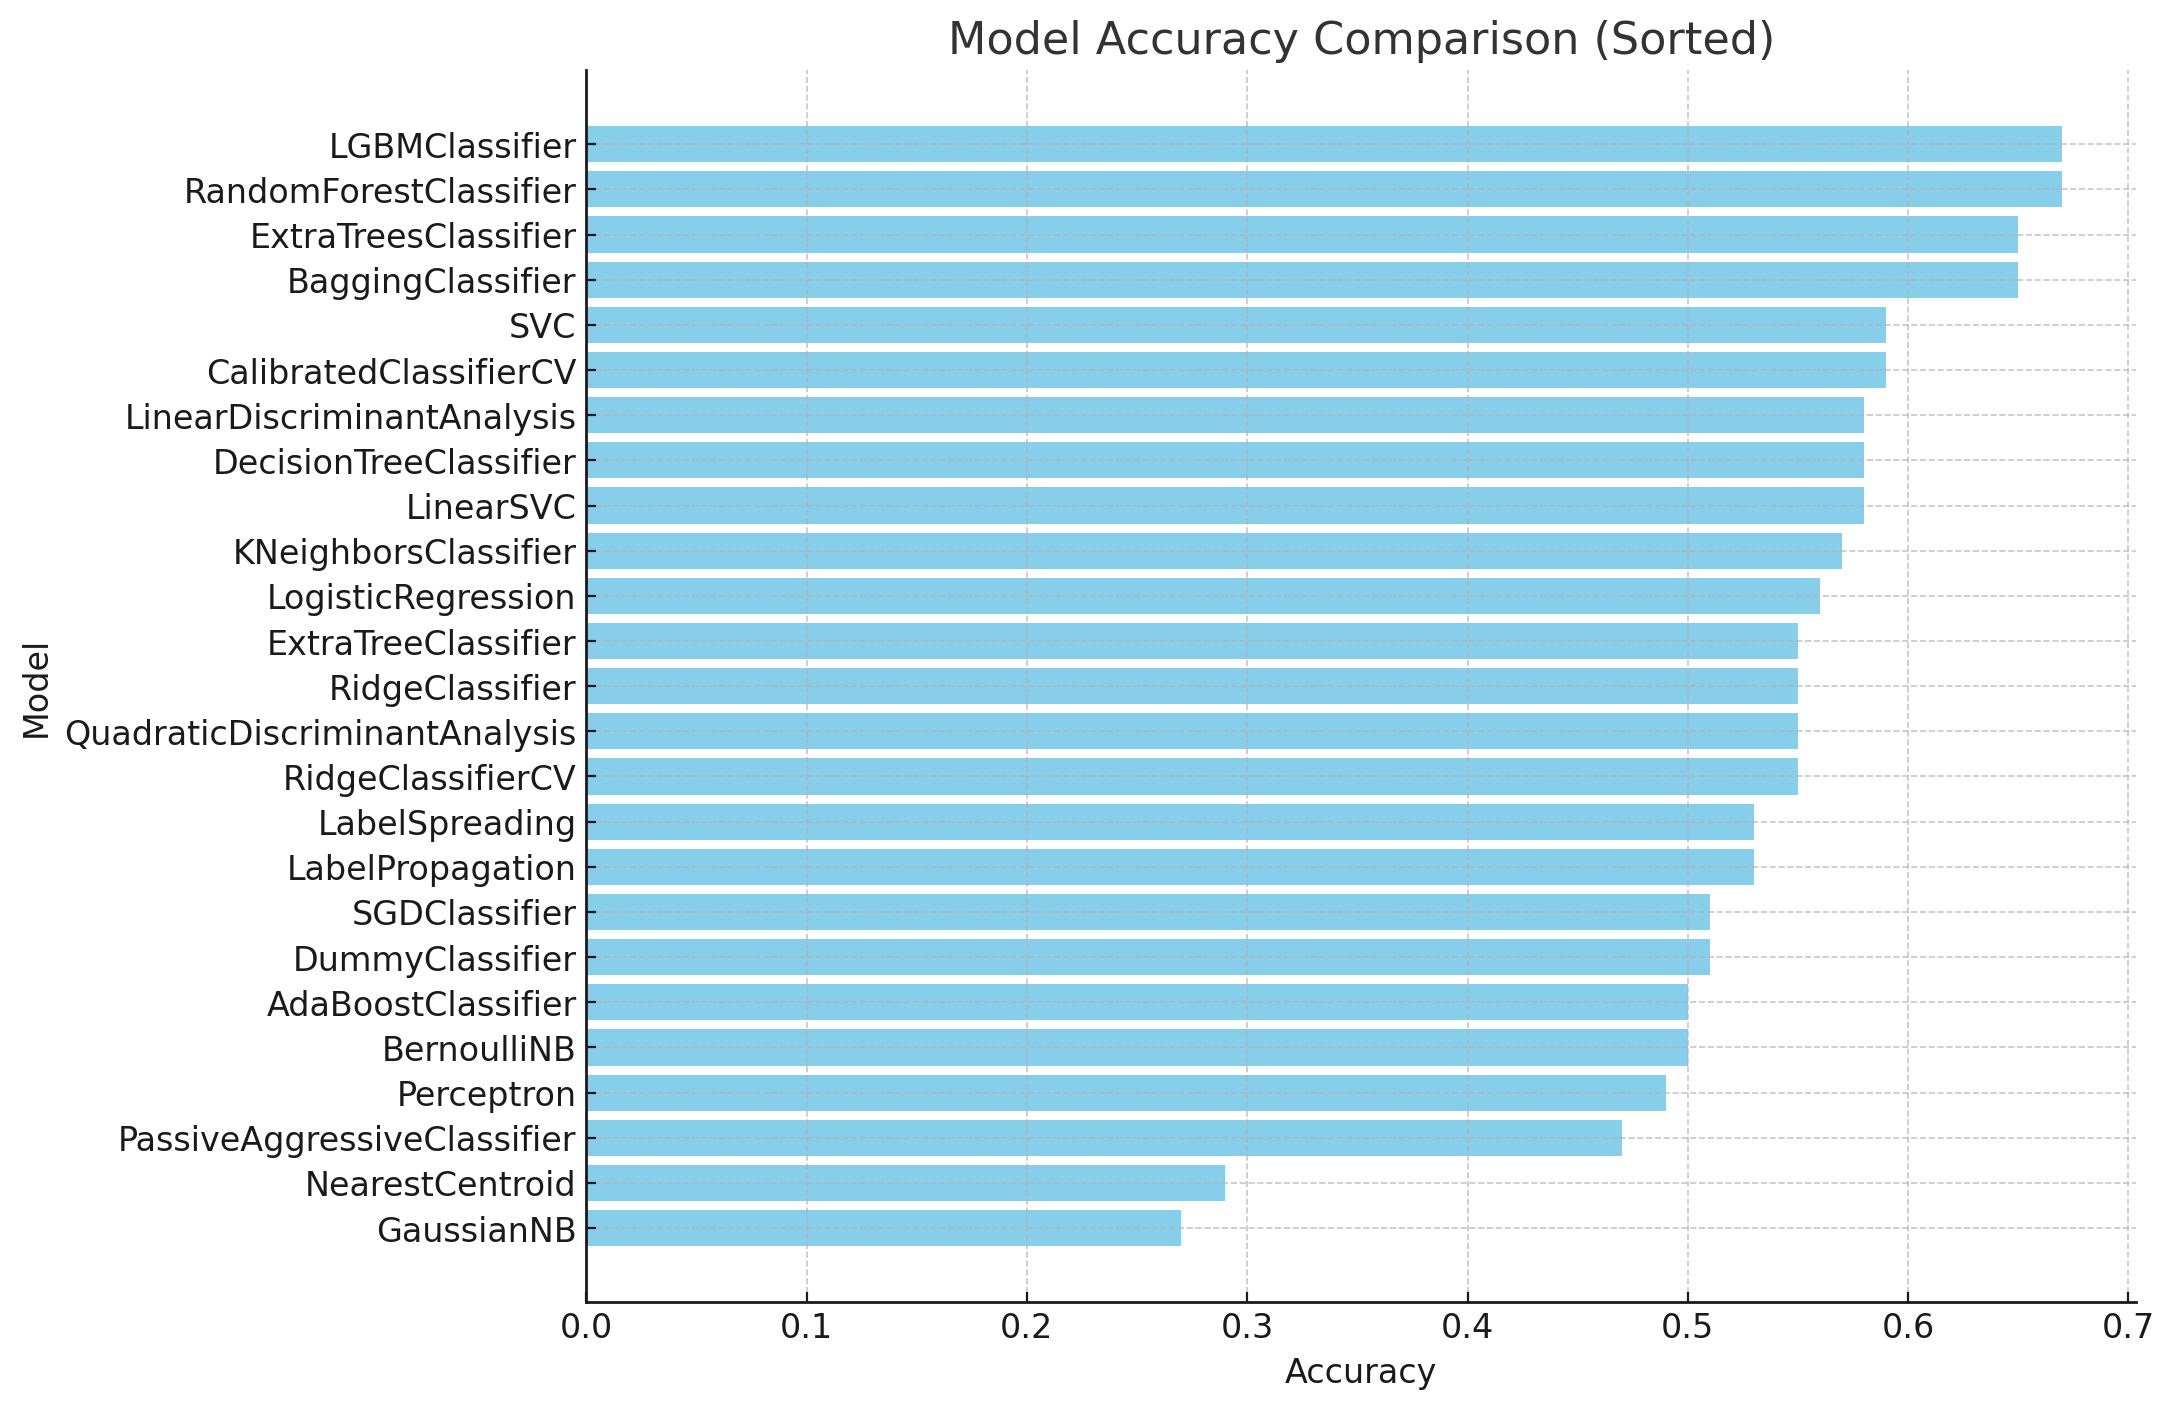 Model Accuracy Comparison (Sorted)
LGBMClassifier
RandomForestClassifier
ExtraTreesClassifier
BaggingClassifier
SVC
CalibratedClassifierCV
LinearDiscriminantAnalysis
DecisionTreeClassifier
LinearSVC
KNeighborsClassifier
LogisticRegression
ExtraTreeClassifier
RidgeClassifier
QuadraticDiscriminantAnalysis
RidgeClassifierCV
LabelSpreading
LabelPropagation
SGDClassifier
DummyClassifier
AdaBoostClassifier
BernoulliNB
Perceptron
PassiveAggressiveClassifier
NearestCentroid
GaussianNB
Model
0.0 0.1 0.2 0.3 0.4 0.5 0.6 0.7
Accuracy